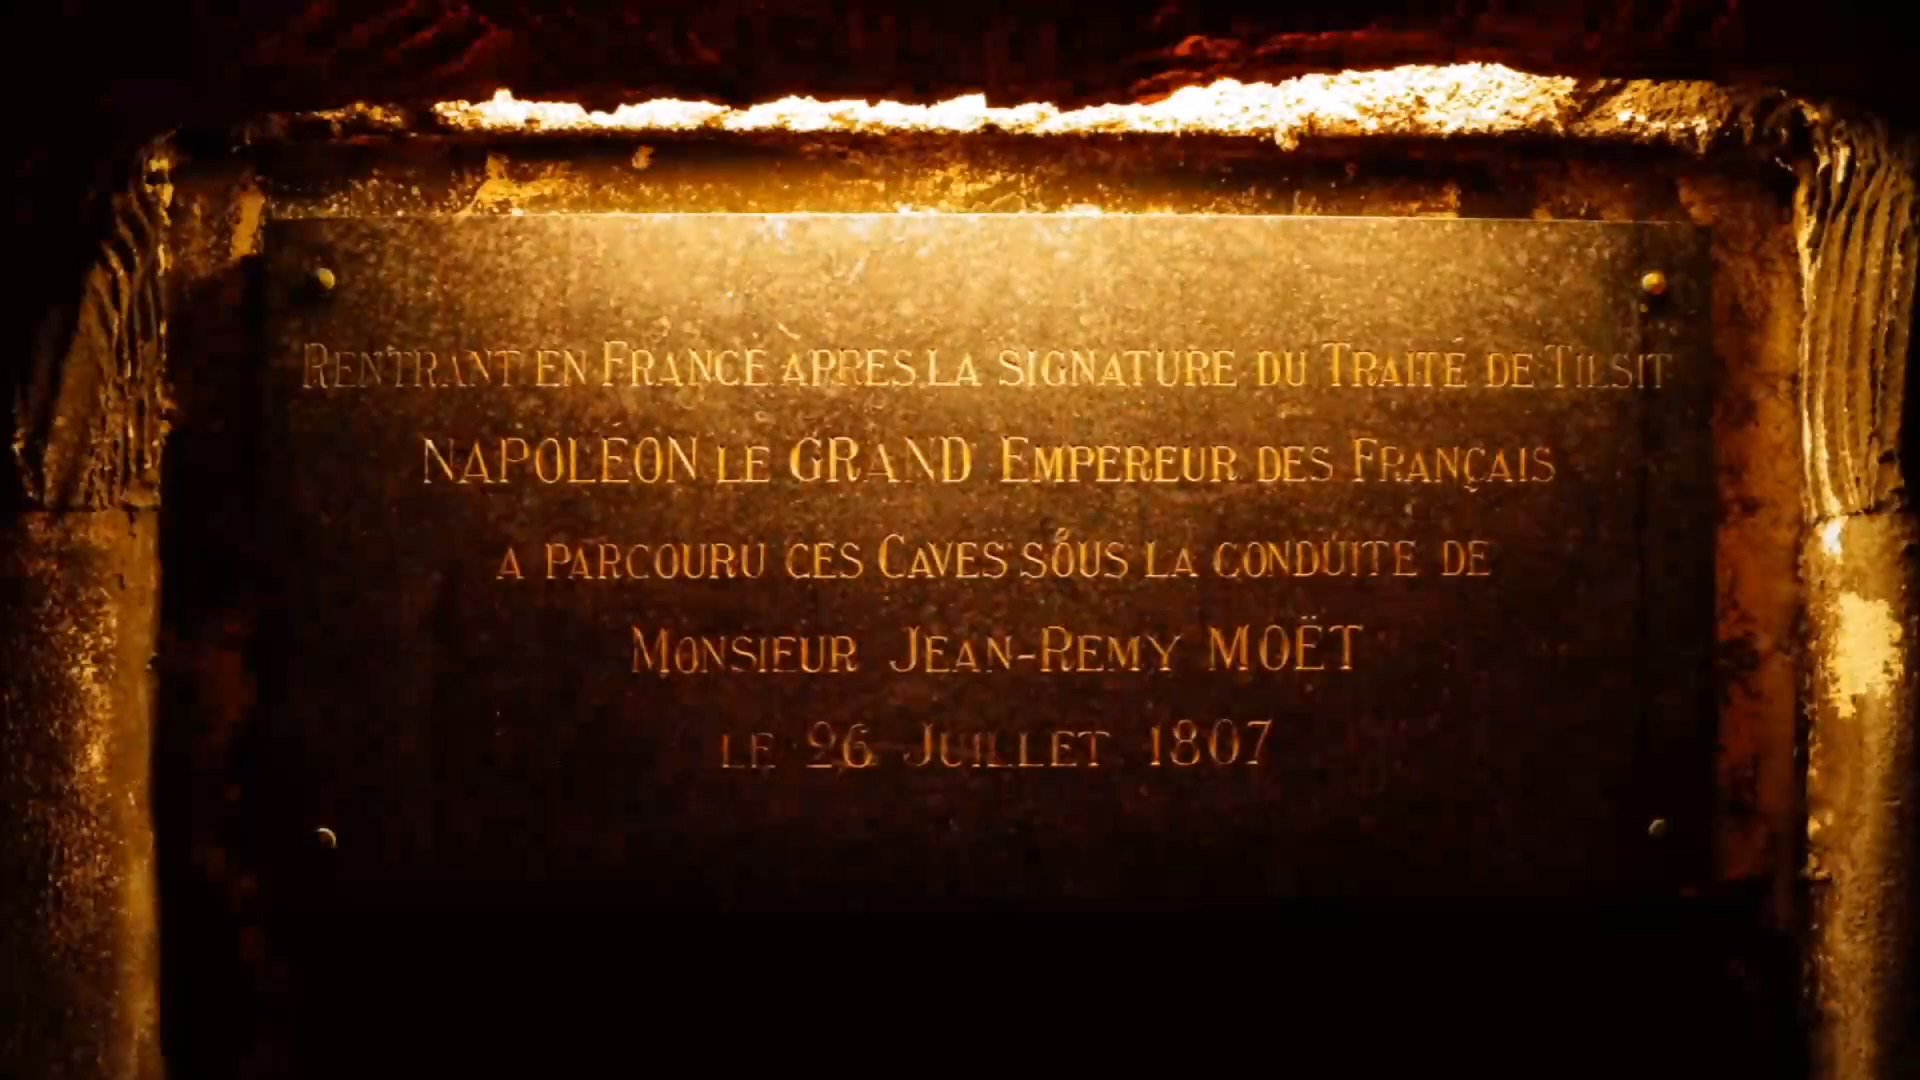 RENTRANT EN FRANCE APRES LA SIGNATURE DU TRAITÉ DE TILSIT
NAPOLÉON LE GRAND EMPEREUR DES FRANÇAIS
A PARCOURU CES CAVES SOUS LA CONDUITE DE
MONSIEUR JEAN-REMY MOËT
LE 26 JUILLET 1807